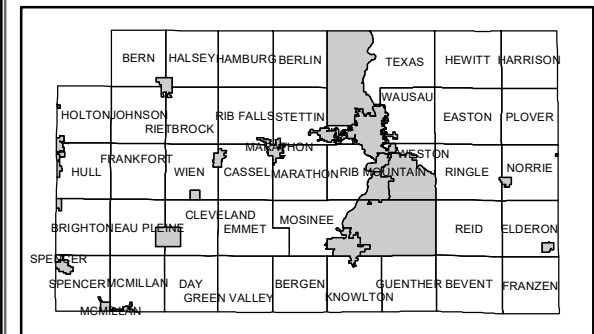 BERN HALSEY HAMBURG BERLIN TEXAS HEWITT HARRISON
WAUSAU
HOLTON JOHNSON RIB FALLS STETTIN EASTON PLOVER
RIETBROCK
MARATHON WESTON
FRANKFORT
HULL WIEN CASSEL MARATHON RIB MOUNTAIN RINGLE NORRIE
CLEVELAND MOSINEE
BRIGHTON EAU PLEINE EMMET REID ELDERON
SPENCER
SPENCER MCMILLAN DAY BERGEN GUENTHER BEVENT FRANZEN
GREEN VALLEY KNOWLTON
MCMILLAN